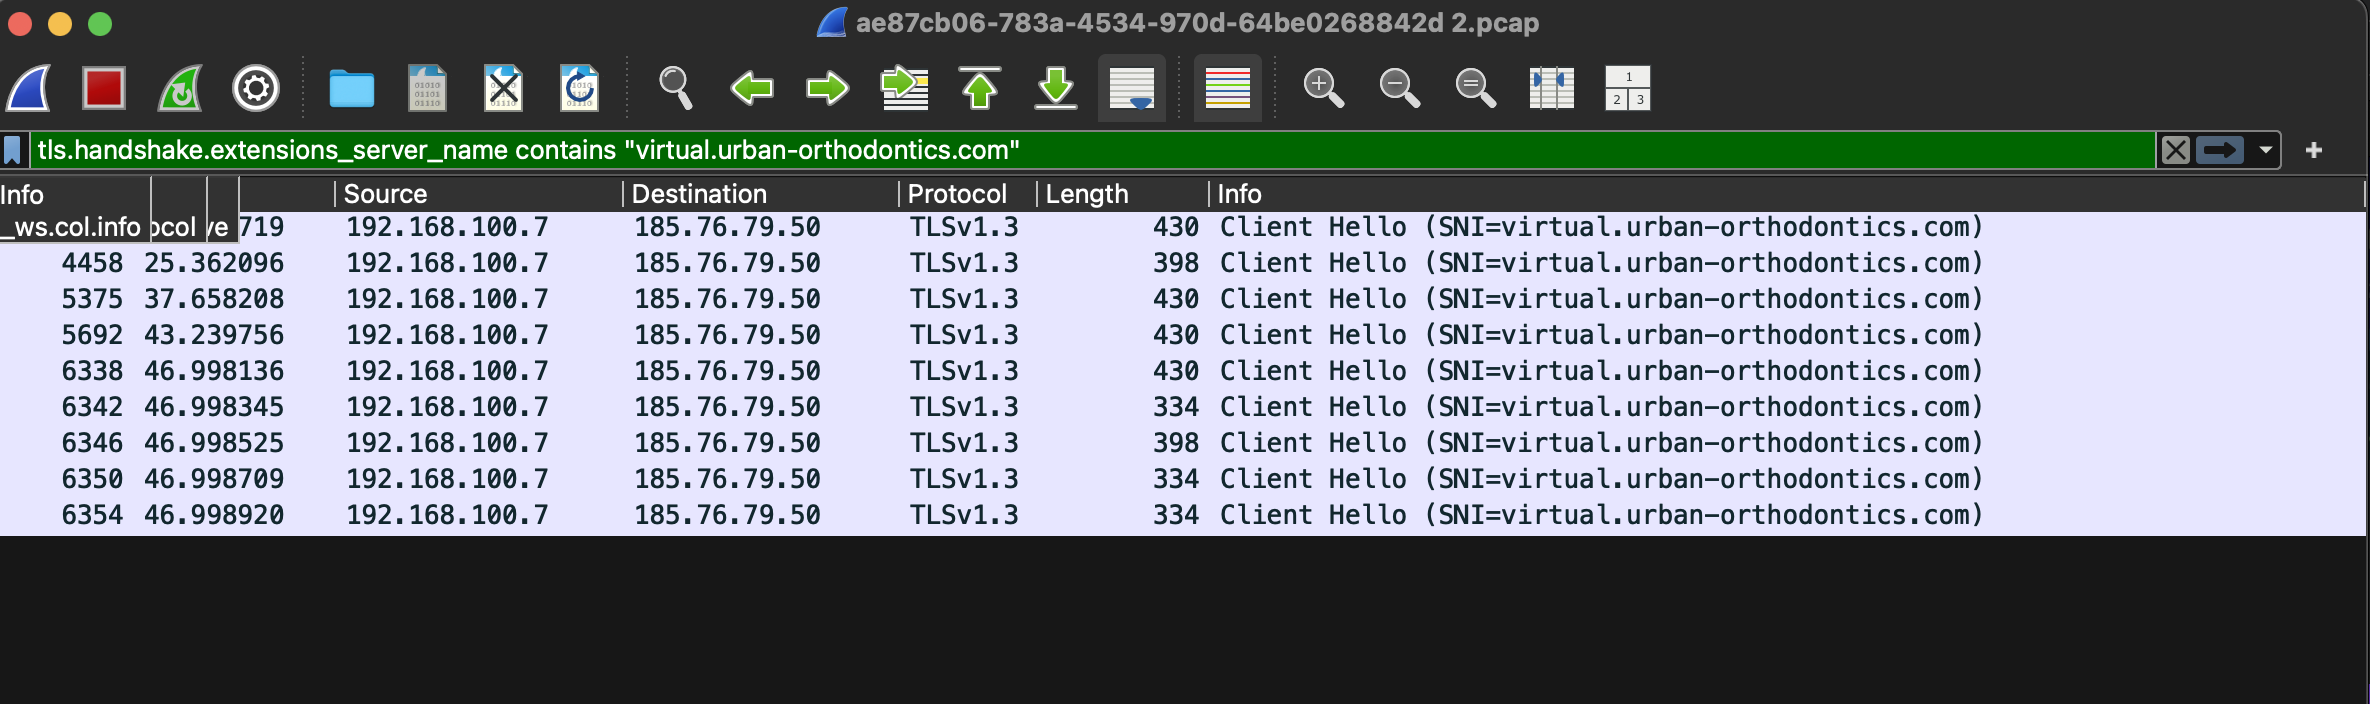 ae87cb06-783a-4534-970d-64be0268842d 2.pcap
tls.handshake.extensions_server_name contains "virtual.urban-orthodontics.com"
Info Source Destination Protocol Length Info
_ws.col.info ocol ve 719 192.168.100.7 185.76.79.50 TLSv1.3 430 Client Hello (SNI=virtual.urban-orthodontics.com)
4458 25.362096 192.168.100.7 185.76.79.50 TLSv1.3 398 Client Hello (SNI=virtual.urban-orthodontics.com)
5375 37.658208 192.168.100.7 185.76.79.50 TLSv1.3 430 Client Hello (SNI=virtual.urban-orthodontics.com)
5692 43.239756 192.168.100.7 185.76.79.50 TLSv1.3 430 Client Hello (SNI=virtual.urban-orthodontics.com)
6338 46.998136 192.168.100.7 185.76.79.50 TLSv1.3 430 Client Hello (SNI=virtual.urban-orthodontics.com)
6342 46.998345 192.168.100.7 185.76.79.50 TLSv1.3 334 Client Hello (SNI=virtual.urban-orthodontics.com)
6346 46.998525 192.168.100.7 185.76.79.50 TLSv1.3 398 Client Hello (SNI=virtual.urban-orthodontics.com)
6350 46.998709 192.168.100.7 185.76.79.50 TLSv1.3 334 Client Hello (SNI=virtual.urban-orthodontics.com)
6354 46.998920 192.168.100.7 185.76.79.50 TLSv1.3 334 Client Hello (SNI=virtual.urban-orthodontics.com)